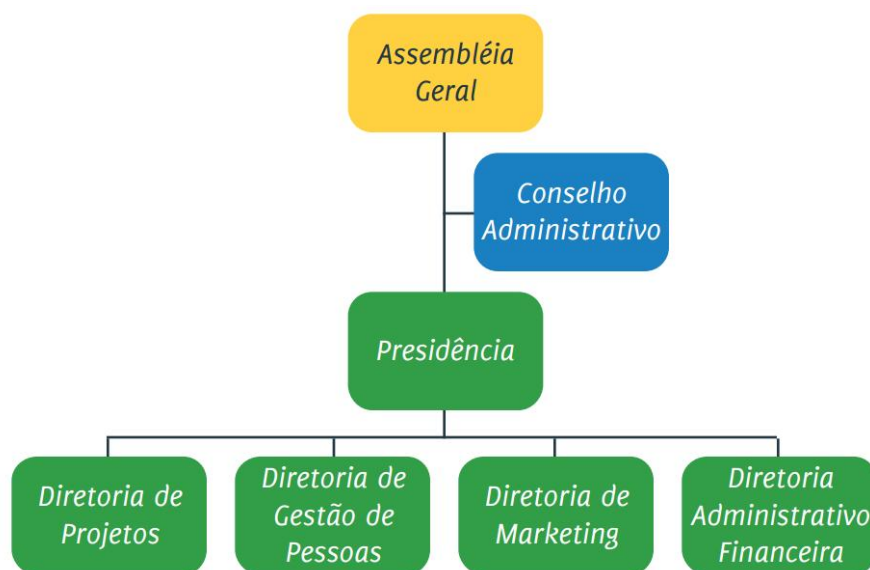 Assembléia
Geral
Conselho
Administrativo
Presidência
Diretoria de
Projetos
Diretoria de
Gestão de
Pessoas
Diretoria de
Marketing
Diretoria
Administrativo
Financeira